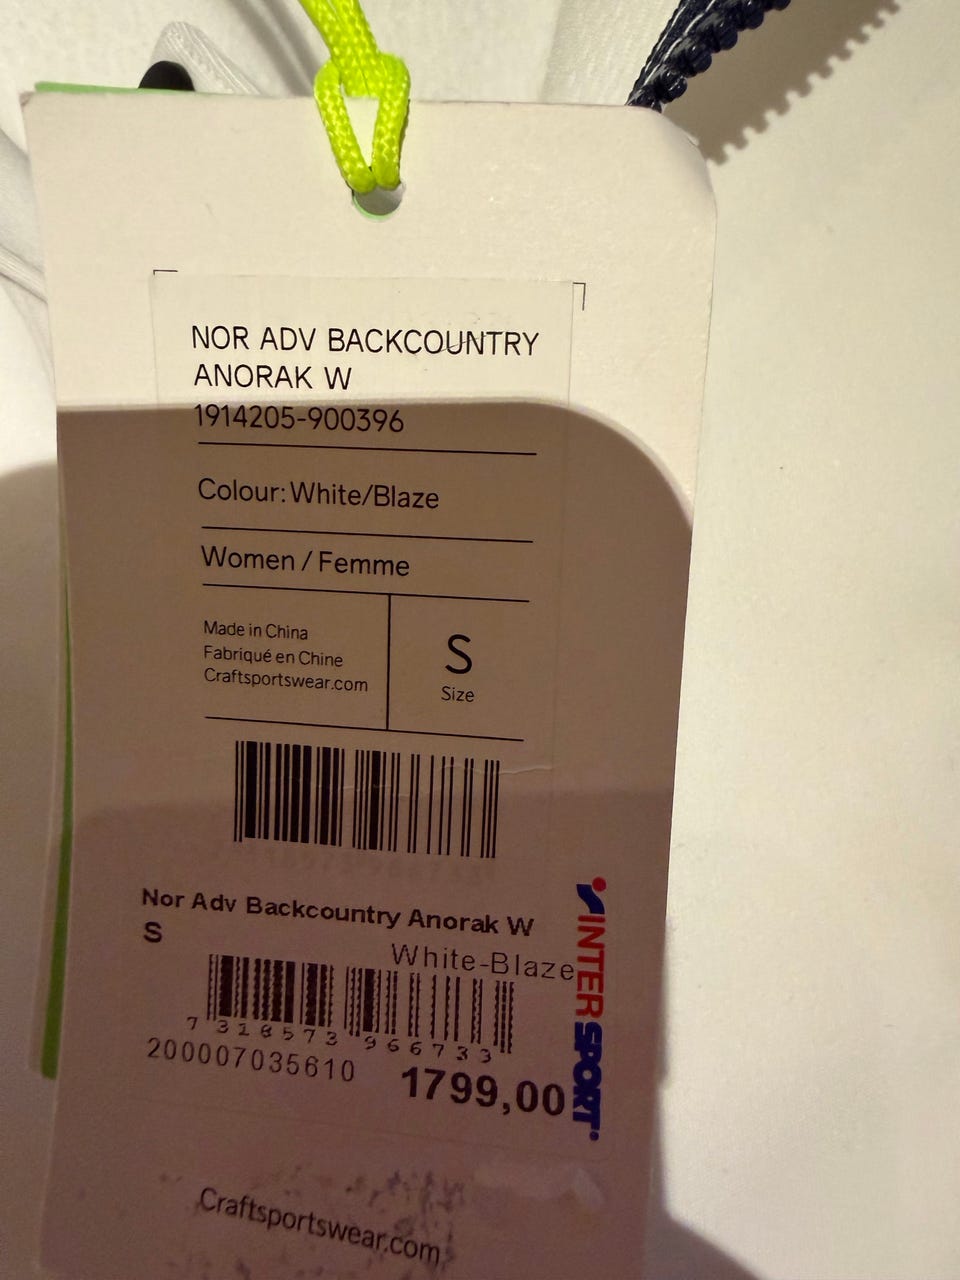 NOR ADV BACKCOUNTRY
ANORAK W
1914205-900396
Colour: White/Blaze
Women / Femme
Made in China
Fabriqué en Chine
Craftsportswear.com
S
Size
Nor Adv Backcountry Anorak W
S
White-Blaze
7 318573 966733
200007035610
1799,00
INTERSPORT
Craftsportswear.com